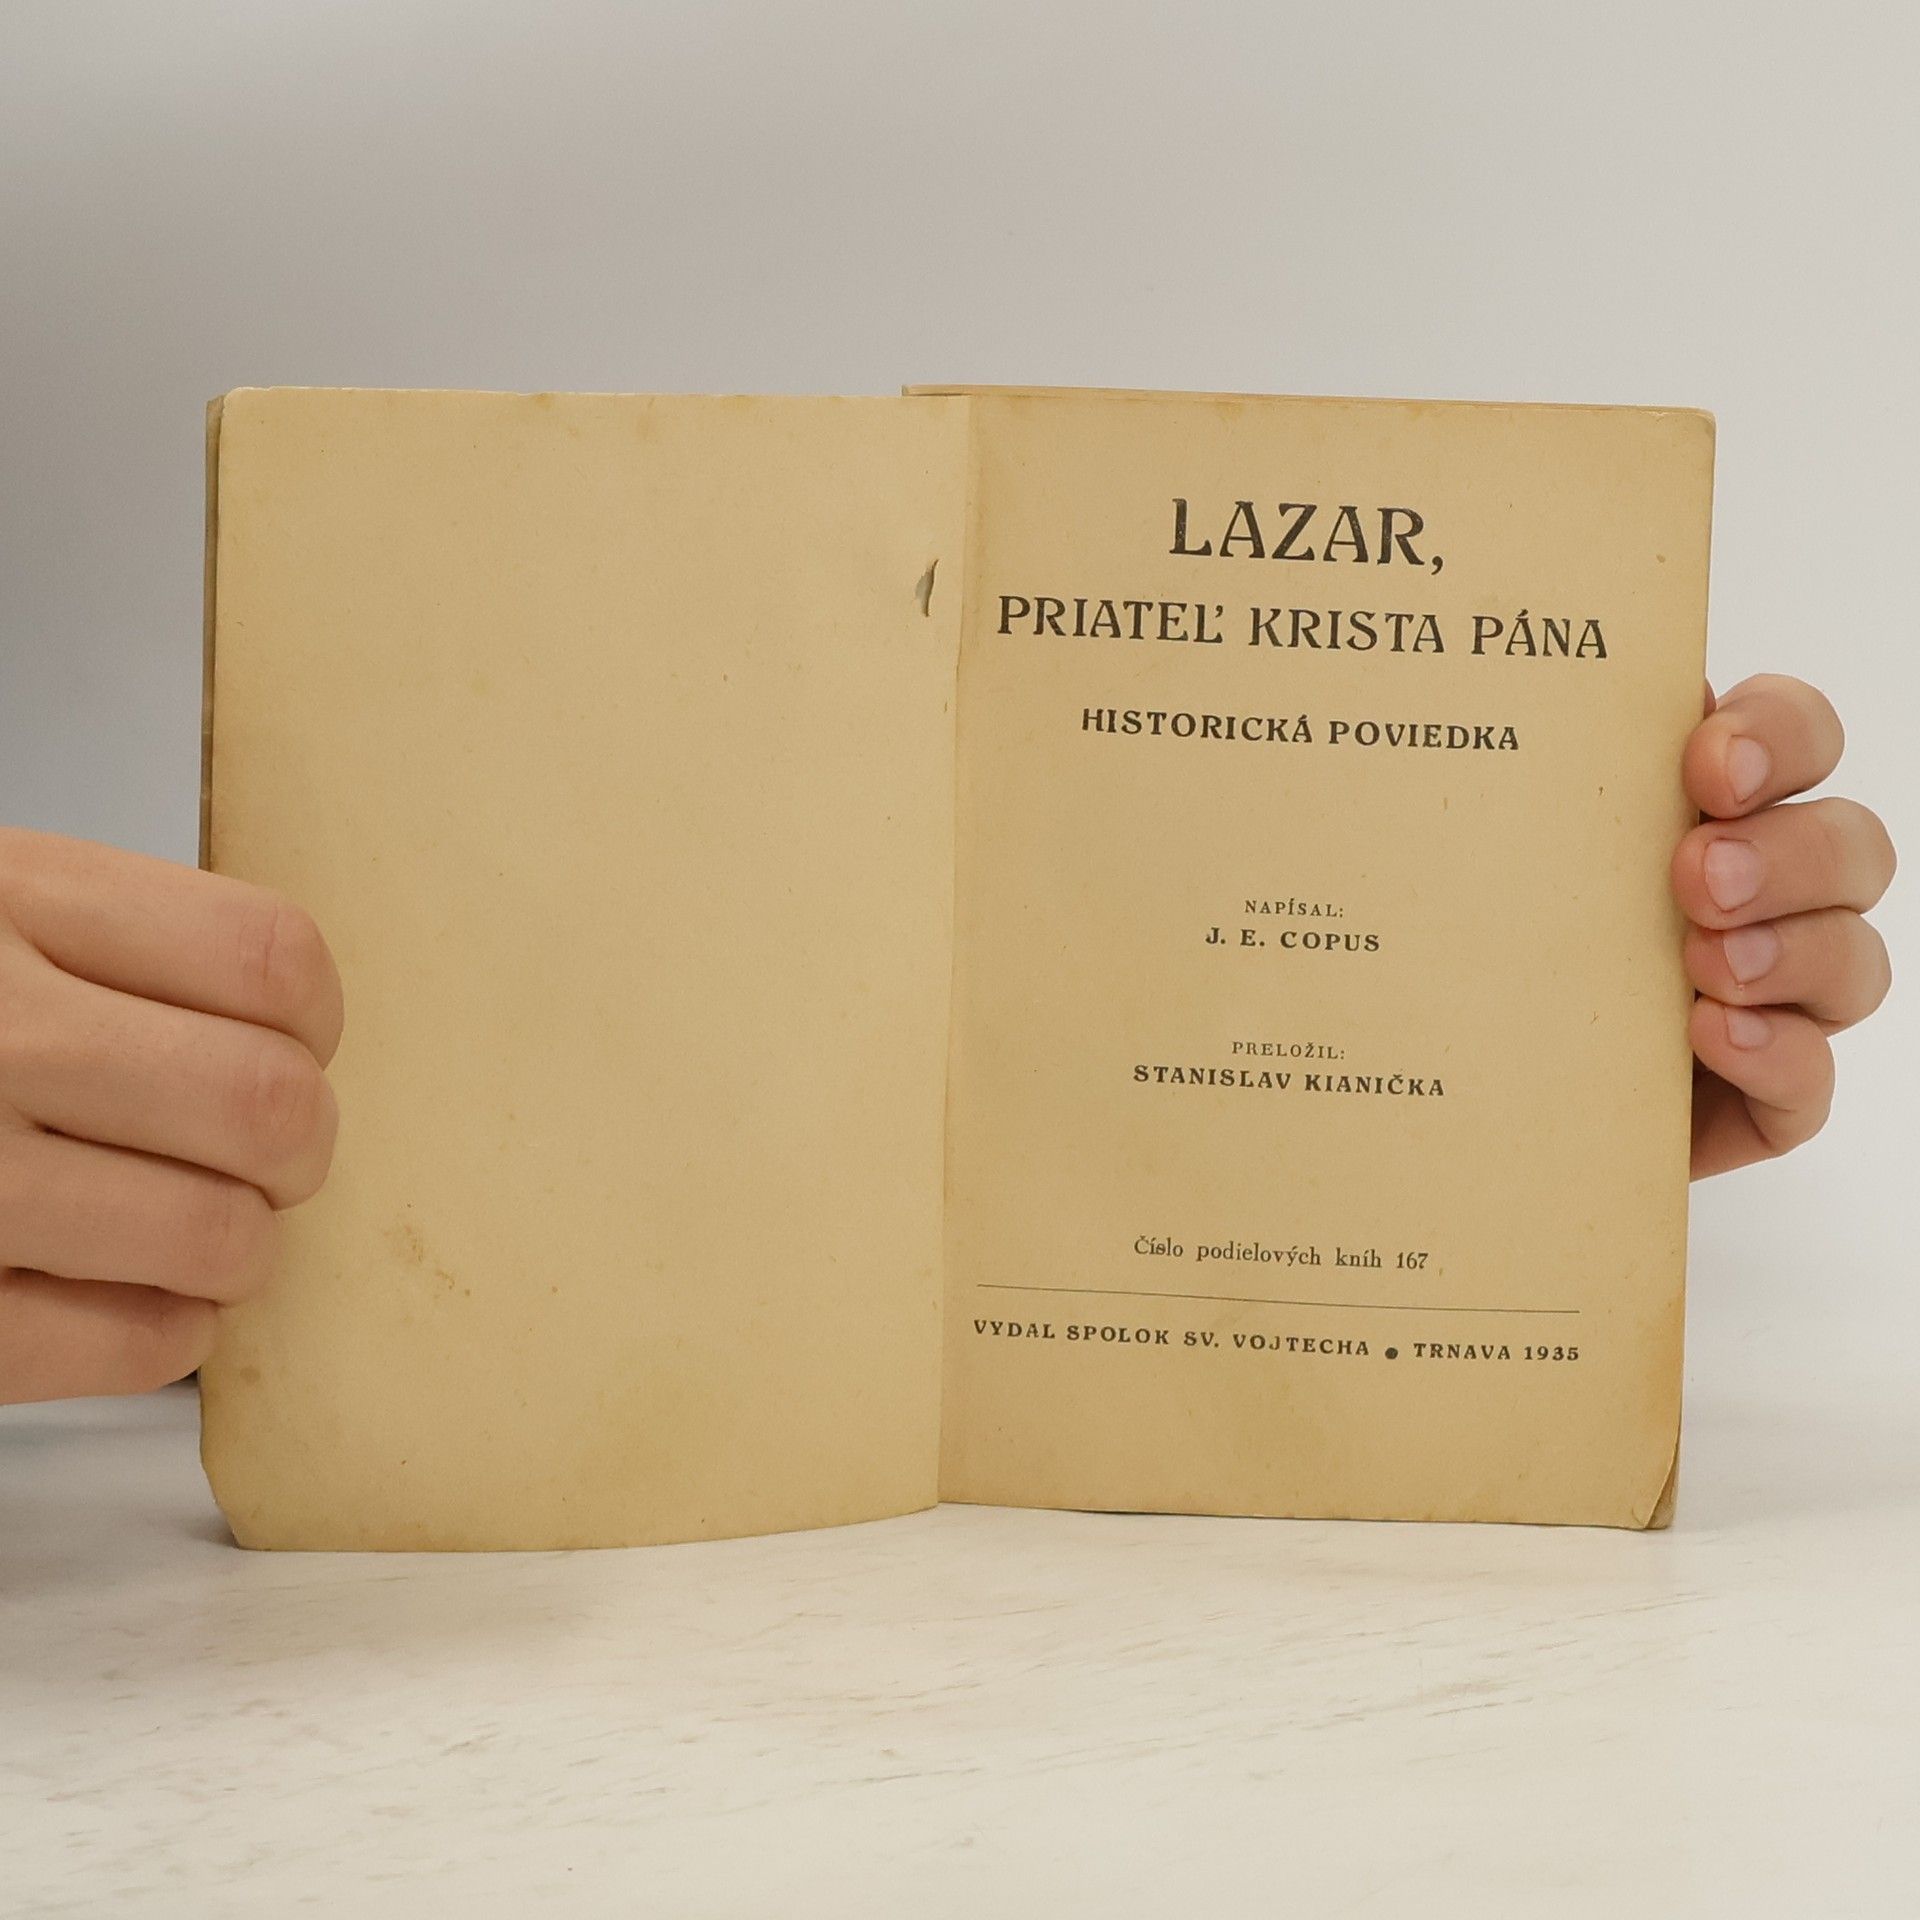 LAZAR,
PRIATEĽ KRISTA PÁNA
HISTORICKÁ POVIEDKA
NAPÍSAL:
J. E. COPUS
PRELOŽIL:
STANISLAV KIANIČKA
Číslo podielových kníh 167
VYDAL SPOLOK SV. VOJTECHA ● TRNAVA 1935